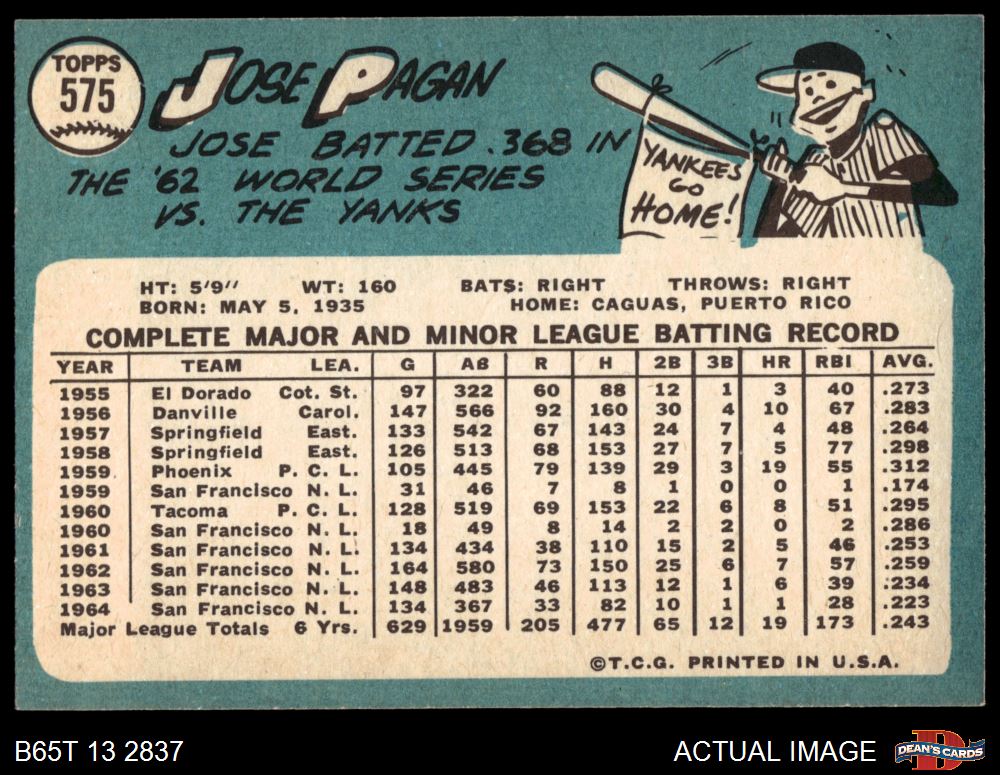 TOPPS
575
JOSE PAGAN
JOSE BATTED .368 IN
THE '62 WORLD SERIES
VS. THE YANKS
YANKEES
GO
HOME!
HT: 5'9" WT: 160 BATS: RIGHT THROWS: RIGHT
BORN: MAY 5, 1935 HOME: CAGUAS, PUERTO RICO
COMPLETE MAJOR AND MINOR LEAGUE BATTING RECORD
YEAR TEAM LEA. G AB R H 2B 3B HR RBI AVG.
1955 El Dorado Cot. St. 97 322 60 88 12 1 3 40 .273
1956 Danville Carol. 147 566 92 160 30 4 10 67 .283
1957 Springfield East. 133 542 67 143 24 7 4 48 .264
1958 Springfield East. 126 513 68 153 27 7 5 77 .298
1959 Phoenix P. C. L. 105 445 79 139 29 3 19 55 .312
1959 San Francisco N. L. 31 46 7 8 1 0 0 1 .174
1960 Tacoma P. C. L. 128 519 69 153 22 6 8 51 .295
1960 San Francisco N. L. 18 49 8 14 2 2 0 2 .286
1961 San Francisco N. L. 134 434 38 110 15 2 5 46 .253
1962 San Francisco N. L. 164 580 73 150 25 6 7 57 .259
1963 San Francisco N. L. 148 483 46 113 12 1 6 39 .234
1964 San Francisco N. L. 134 367 33 82 10 1 1 28 .223
Major League Totals 6 Yrs. 629 1959 205 477 65 12 19 173 .243
©T.C.G. PRINTED IN U.S.A.
B65T 13 2837 ACTUAL IMAGE
D
DEAN'S CARDS